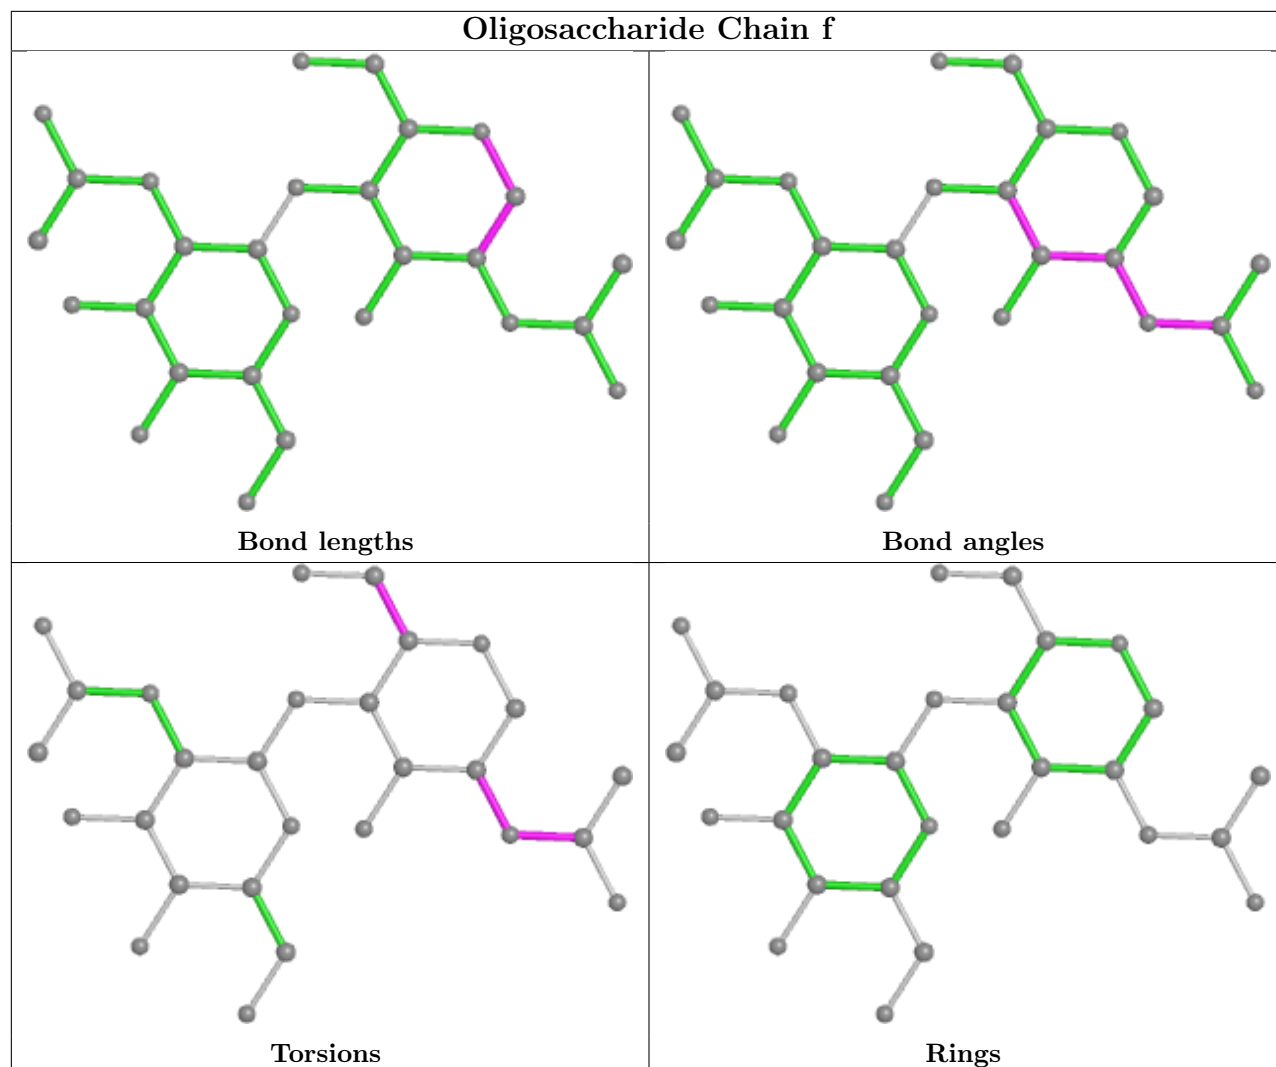 Oligosaccharide Chain f
Bond lengths
Bond angles
Torsions
Rings